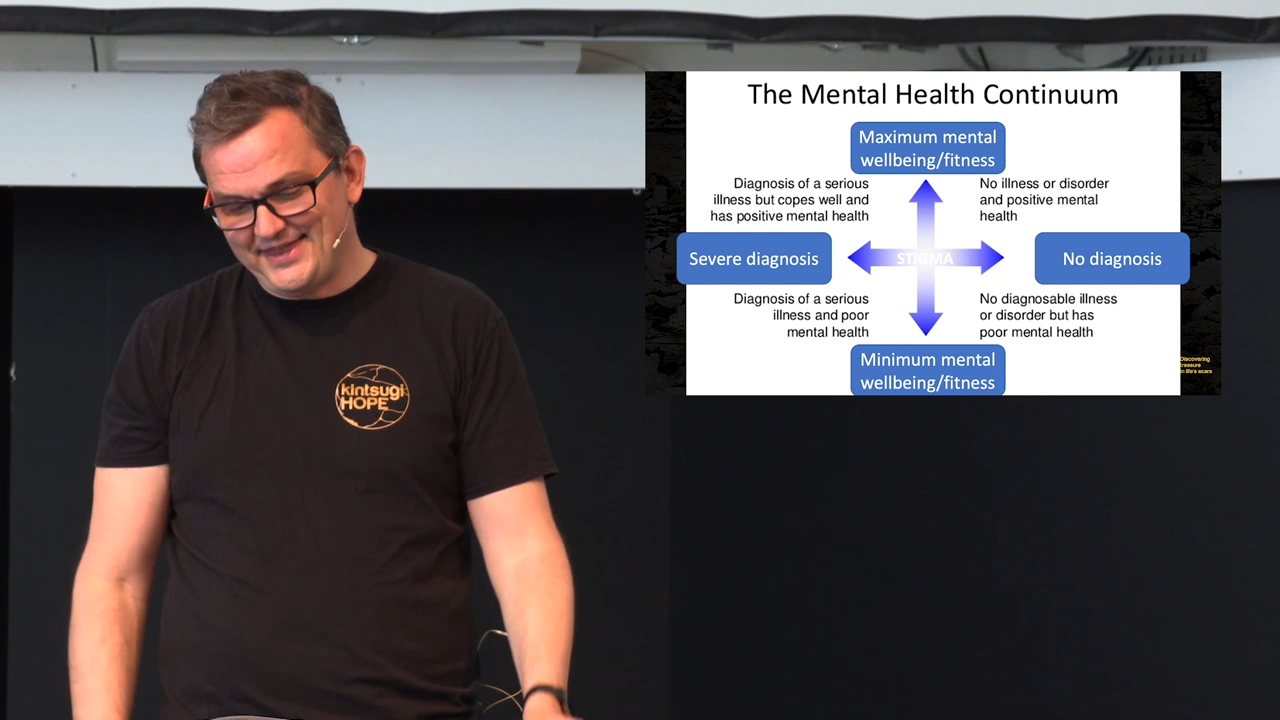 The Mental Health Continuum
Maximum mental
wellbeing/fitness
Diagnosis of a serious
illness but copes well and
has positive mental health
No illness or disorder
and positive mental
health
Severe diagnosis
STIGMA
No diagnosis
Diagnosis of a serious
illness and poor
mental health
No diagnosable illness
or disorder but has
poor mental health
Minimum mental
wellbeing/fitness
Discovering
treasure
in life's scars
kintsugi
HOPE